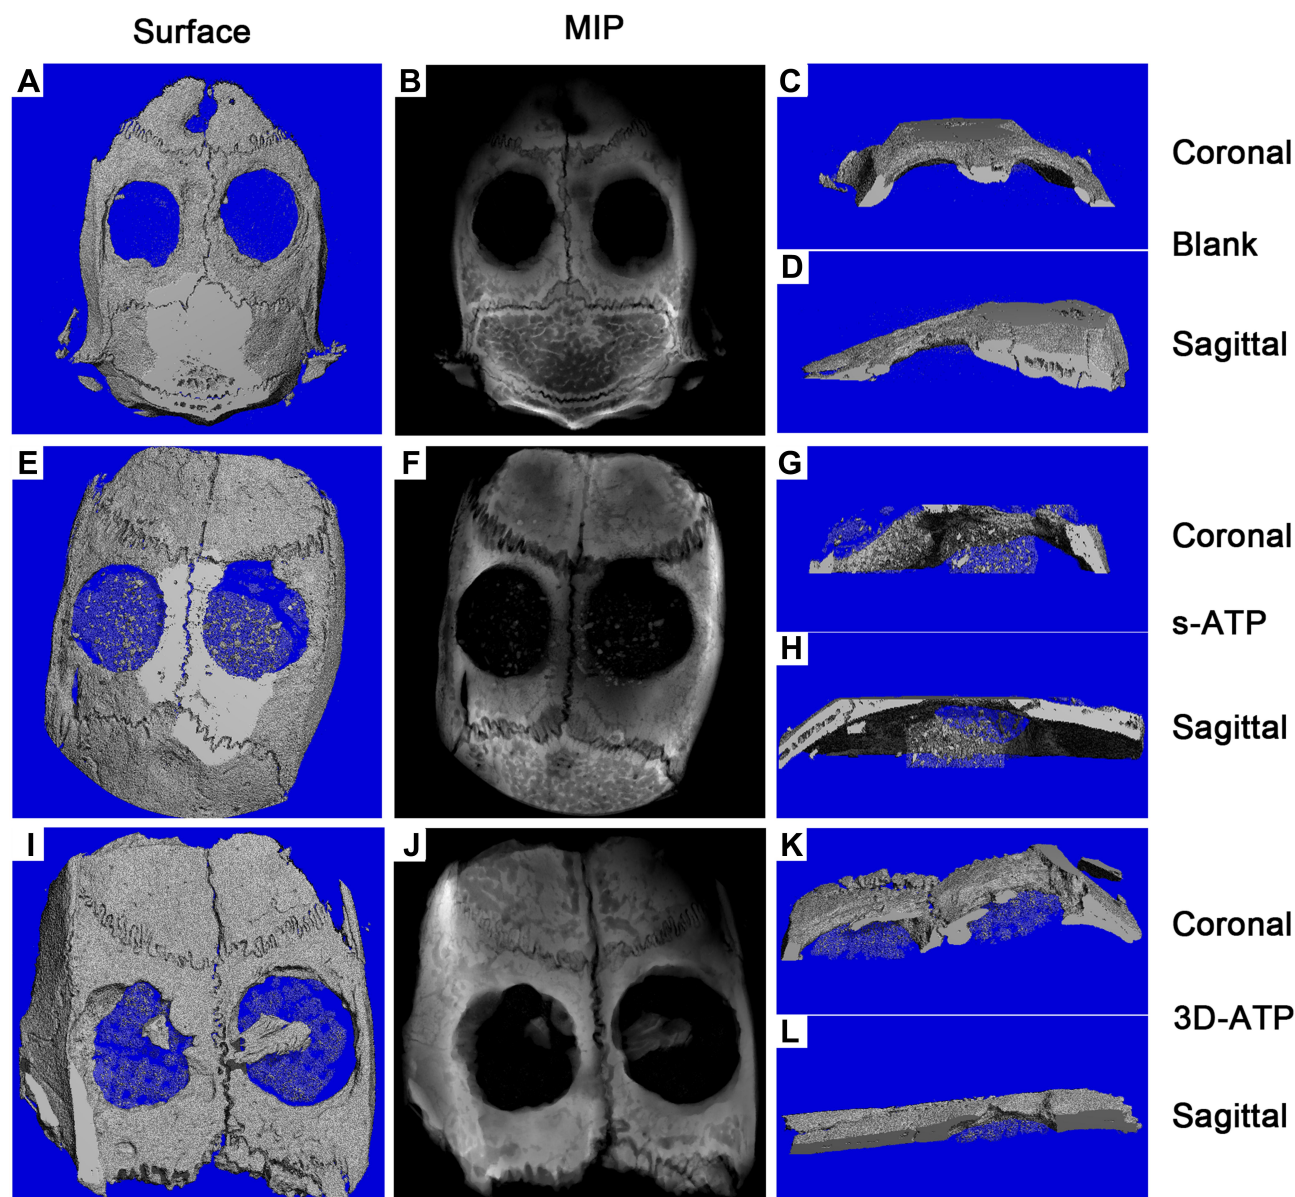 Surface
MIP
A
B
C
Coronal
Blank
D
Sagittal
E
F
G
Coronal
s-ATP
H
Sagittal
I
J
K
Coronal
3D-ATP
L
Sagittal